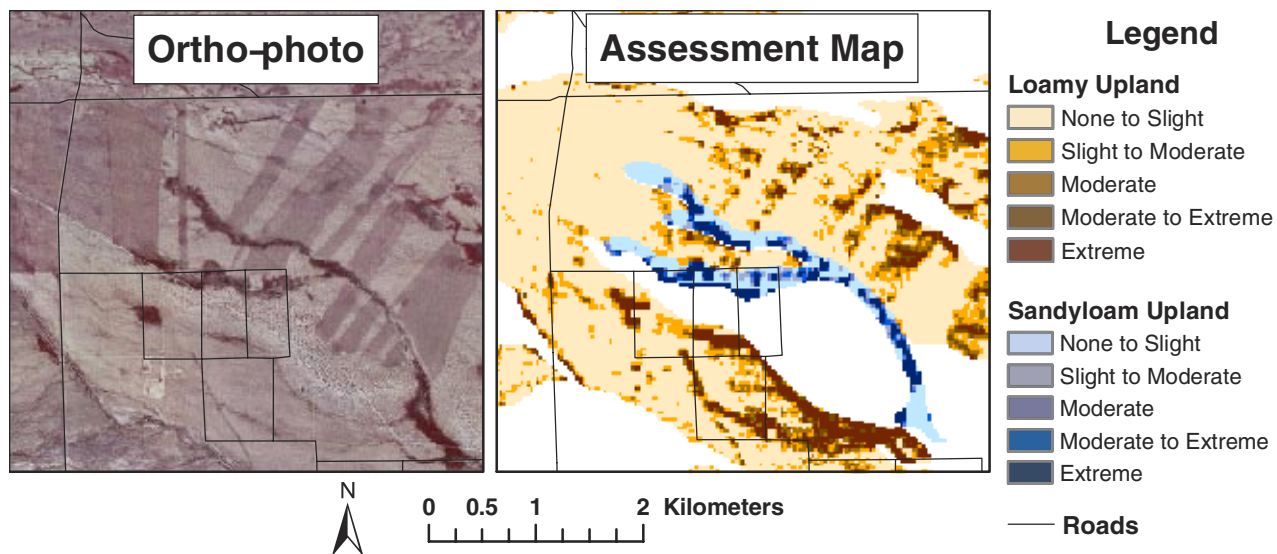 Ortho-photo
Assessment Map
Legend
Loamy Upland
None to Slight
Slight to Moderate
Moderate
Moderate to Extreme
Extreme
Sandyloam Upland
None to Slight
Slight to Moderate
Moderate
Moderate to Extreme
Extreme
Roads
N
0 0.5 1 2 Kilometers